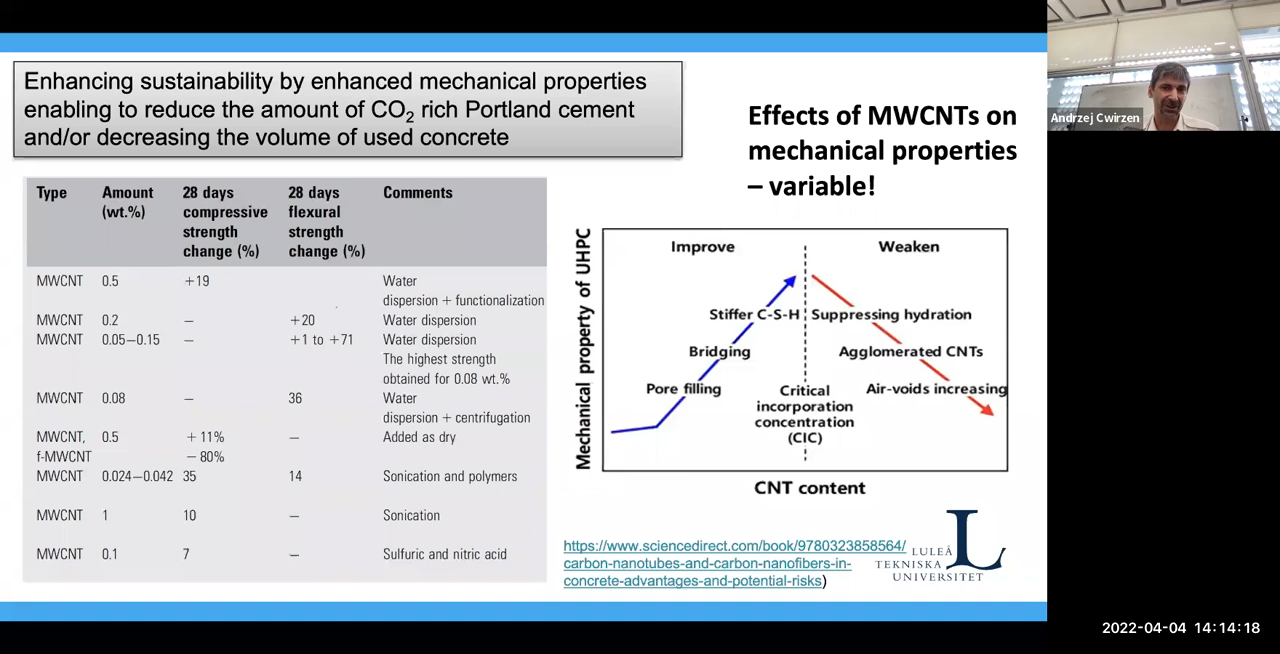 Enhancing sustainability by enhanced mechanical properties
enabling to reduce the amount of CO2 rich Portland cement
and/or decreasing the volume of used concrete
Effects of MWCNTs on
mechanical properties
– variable!
Andrzej Cwirzen
Type Amount (wt.%) 28 days compressive strength change (%) 28 days flexural strength change (%) Comments
MWCNT 0.5 +19 Water
dispersion + functionalization
MWCNT 0.2 – +20 Water dispersion
MWCNT 0.05–0.15 – +1 to +71 Water dispersion
The highest strength
obtained for 0.08 wt.%
MWCNT 0.08 – 36 Water
dispersion + centrifugation
MWCNT, 0.5 + 11% – Added as dry
f-MWCNT – 80%
MWCNT 0.024–0.042 35 14 Sonication and polymers
MWCNT 1 10 – Sonication
MWCNT 0.1 7 – Sulfuric and nitric acid
Mechanical property of UHPC
Improve Weaken
Stiffer C-S-H Suppressing hydration
Bridging Agglomerated CNTs
Pore filling Air-voids increasing
Critical
incorporation
concentration
(CIC)
CNT content
https://www.sciencedirect.com/book/9780323858564/
carbon-nanotubes-and-carbon-nanofibers-in-
concrete-advantages-and-potential-risks)
LULEÅ
TEKNISKA
UNIVERSITET
L
2022-04-04 14:14:18